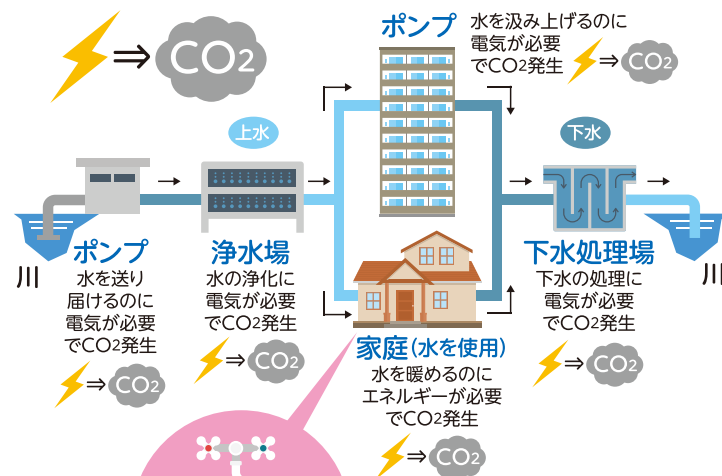 ⇒ CO2
ポンプ
水を汲み上げるのに
電気が必要
でCO2発生
⇒ CO2
上水
下水
川
ポンプ
水を送り
届けるのに
電気が必要
でCO2発生
⇒ CO2
浄水場
水の浄化に
電気が必要
でCO2発生
⇒ CO2
家庭(水を使用)
水を暖めるのに
エネルギーが必要
でCO2発生
⇒ CO2
下水処理場
下水の処理に
電気が必要
でCO2発生
⇒ CO2
川